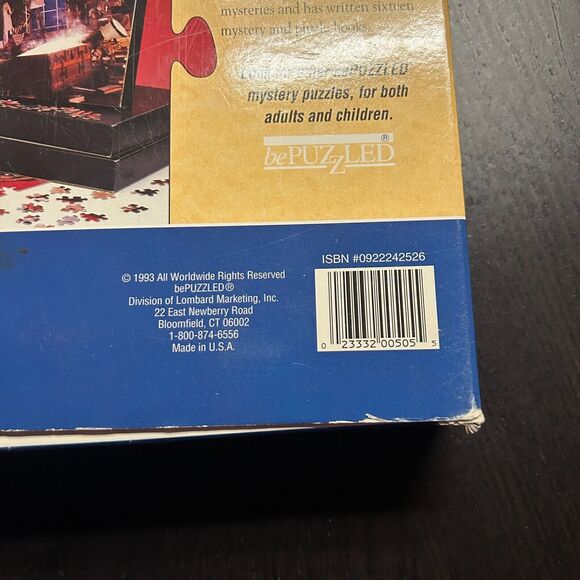 mysteries and has written sixteen
mystery and puzzle books.
bePUZZLED
mystery puzzles, for both
adults and children.
bePUZZLED®
ISBN #0922242526
© 1993 All Worldwide Rights Reserved
bePUZZLED®
Division of Lombard Marketing, Inc.
22 East Newberry Road
Bloomfield, CT 06002
1-800-874-6556
Made in U.S.A.
0 23332 00505 5